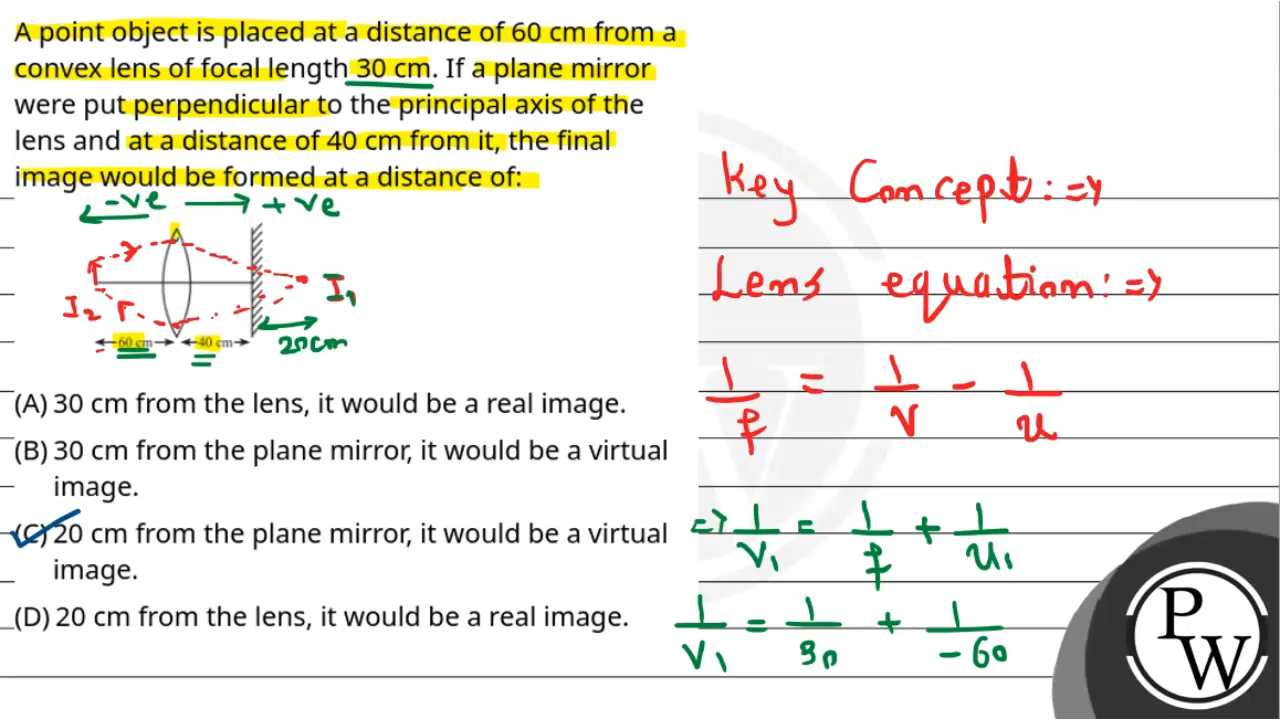 A point object is placed at a distance of 60 cm from a
convex lens of focal length 30 cm. If a plane mirror
were put perpendicular to the principal axis of the
lens and at a distance of 40 cm from it, the final
image would be formed at a distance of:
-ve → + ve
I₁
I₂
60 cm 40 cm 20cm
(A) 30 cm from the lens, it would be a real image.
(B) 30 cm from the plane mirror, it would be a virtual
image.
(C) 20 cm from the plane mirror, it would be a virtual
image.
(D) 20 cm from the lens, it would be a real image.
Key Concept: ⇒
Lens equation: ⇒
1/f = 1/v - 1/u
⇒ 1/v₁ = 1/f + 1/u₁
1/v₁ = 1/30 + 1/-60
PW